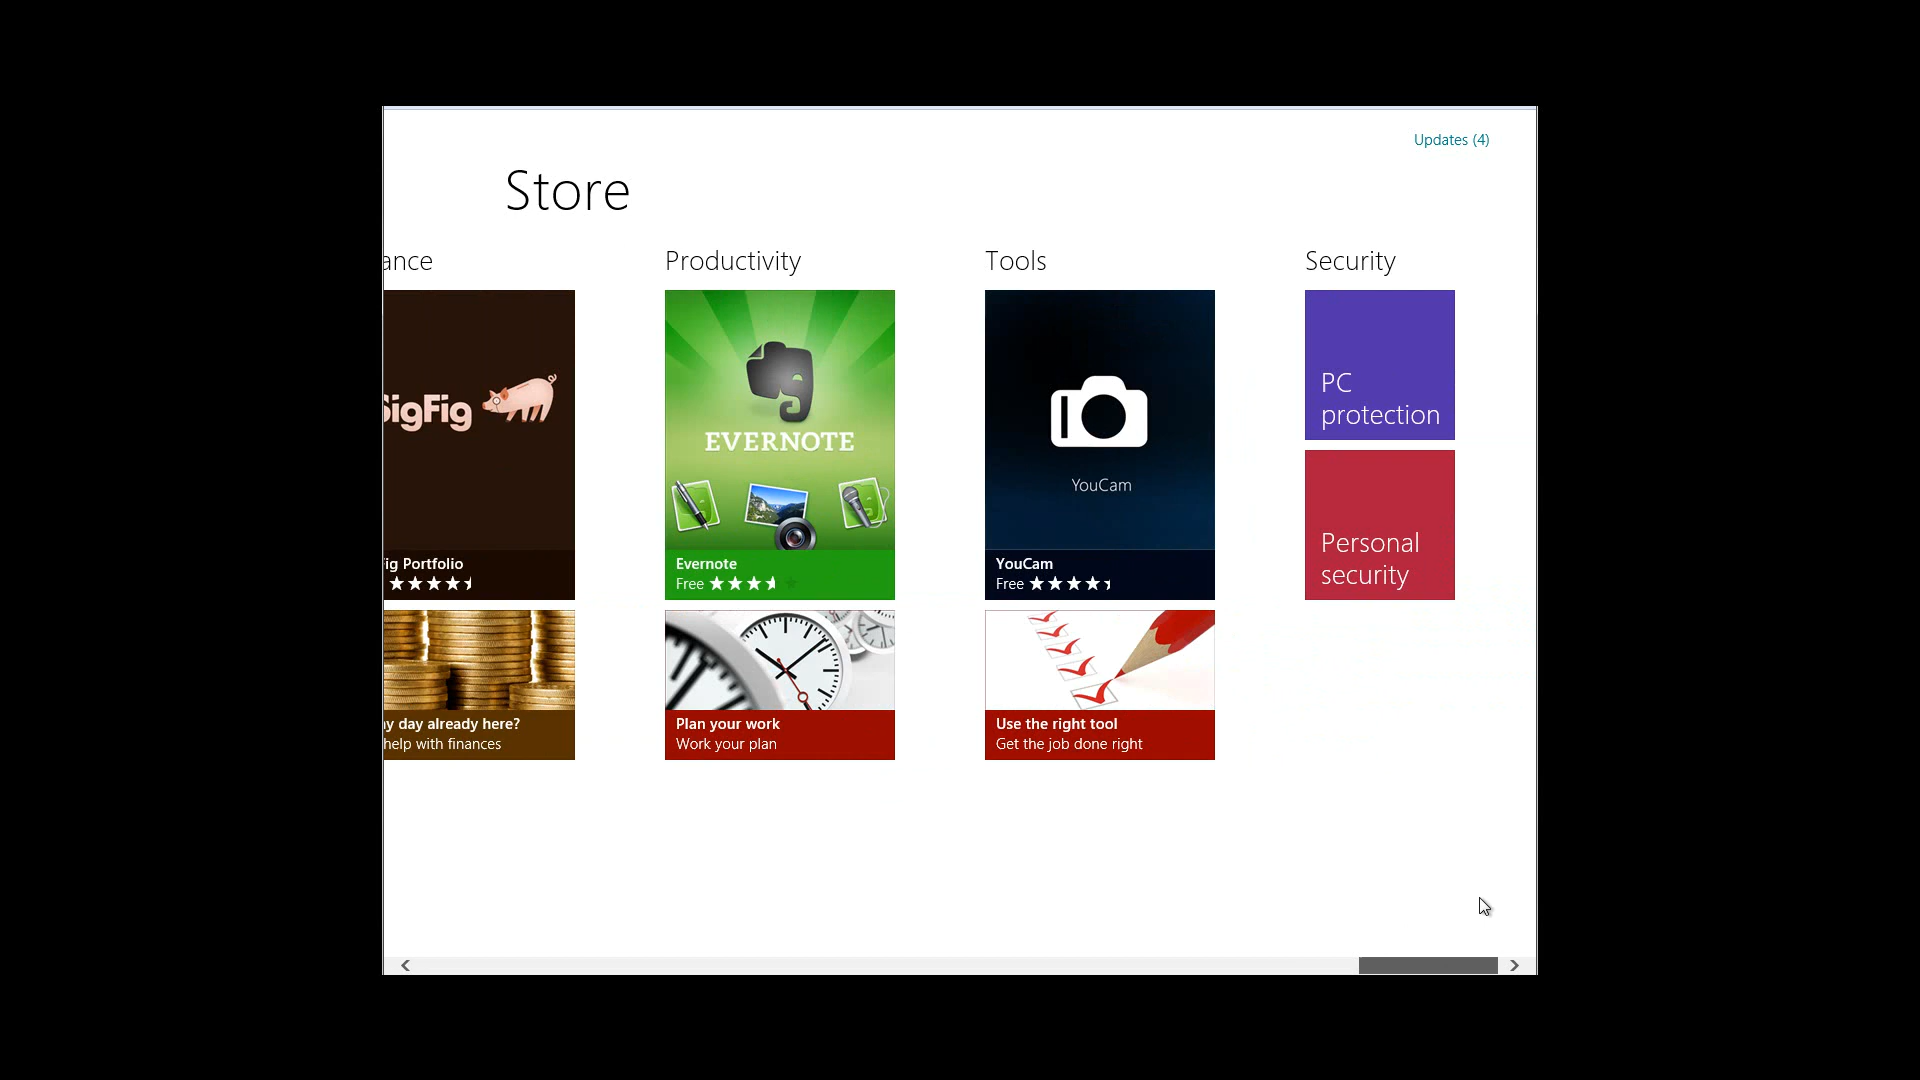 Updates (4)
Store
ance
Productivity
Tools
Security
SigFig
EVERNOTE
YouCam
PC
protection
Personal
security
ig Portfolio
Evernote
Free
YouCam
Free
y day already here?
help with finances
Plan your work
Work your plan
Use the right tool
Get the job done right